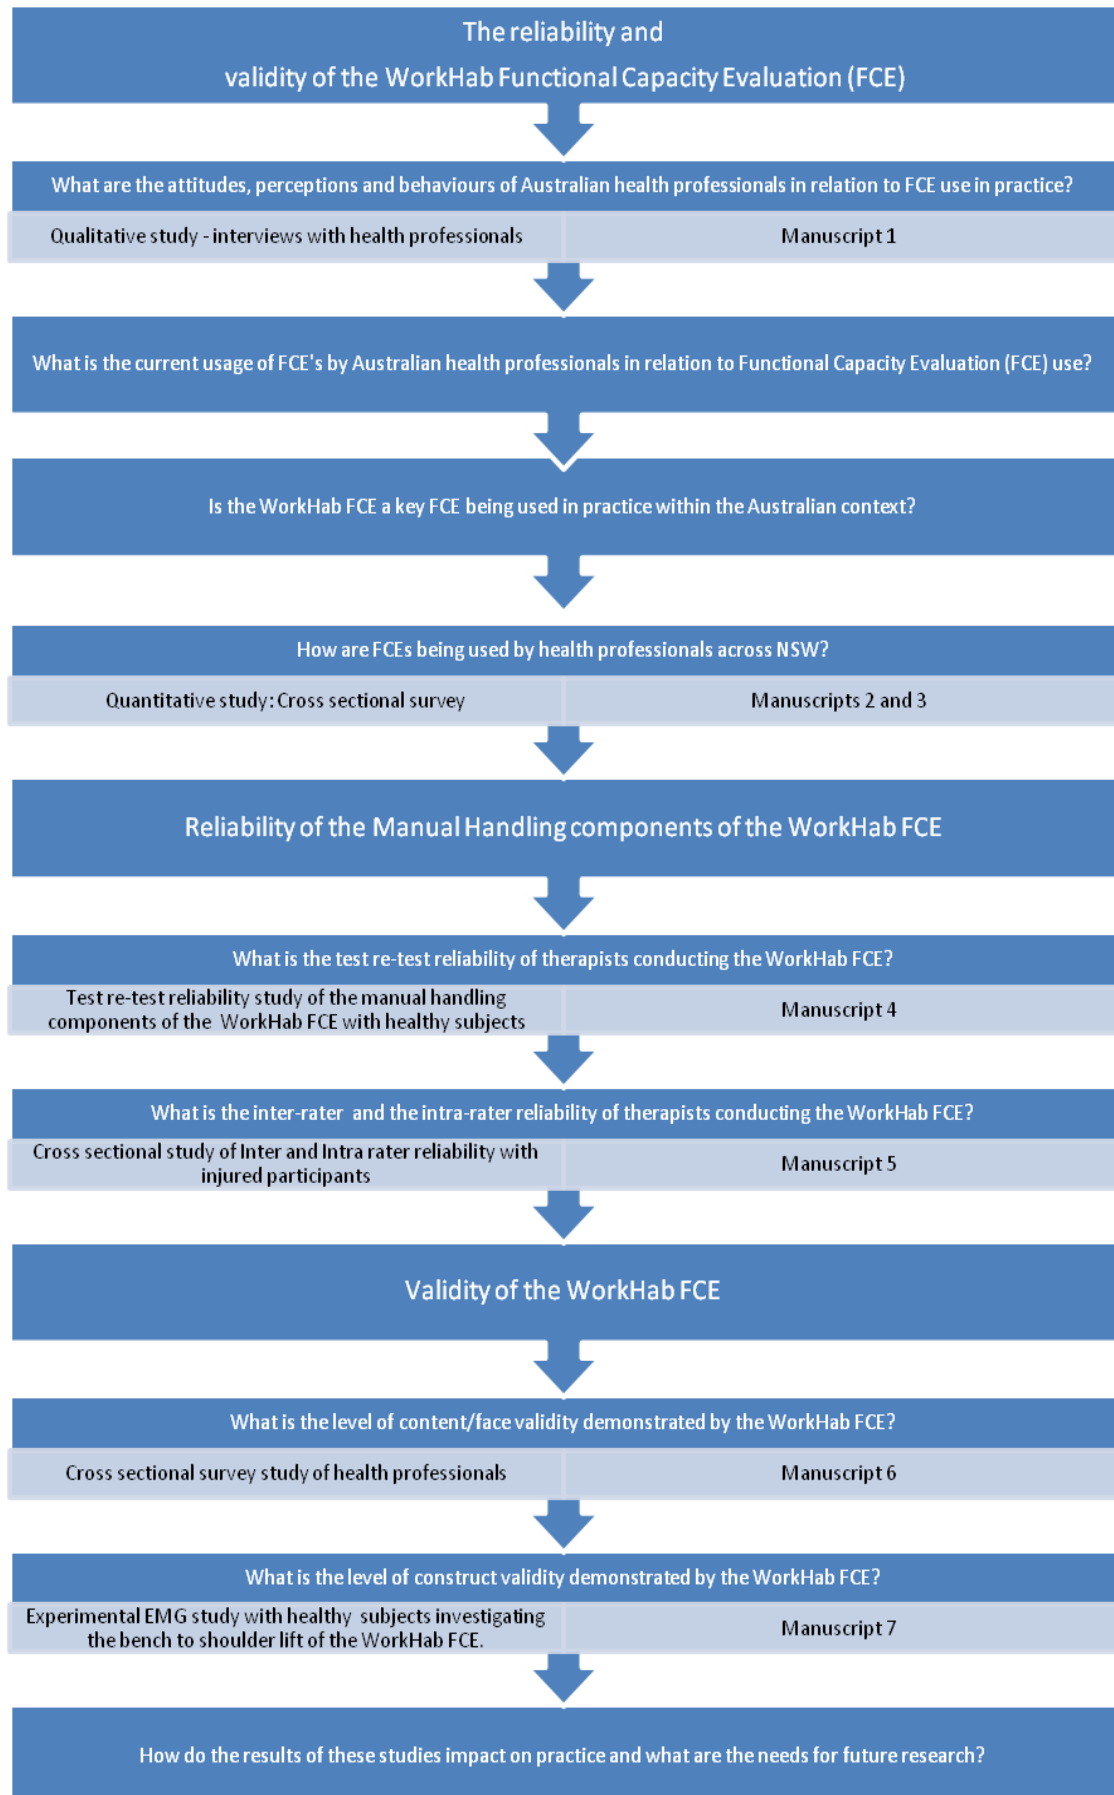 The reliability and
validity of the WorkHab Functional Capacity Evaluation (FCE)
What are the attitudes, perceptions and behaviours of Australian health professionals in relation to FCE use in practice?
Qualitative study - interviews with health professionals
Manuscript 1
What is the current usage of FCE's by Australian health professionals in relation to Functional Capacity Evaluation (FCE) use?
Is the WorkHab FCE a key FCE being used in practice within the Australian context?
How are FCEs being used by health professionals across NSW?
Quantitative study: Cross sectional survey
Manuscripts 2 and 3
Reliability of the Manual Handling components of the WorkHab FCE
What is the test re-test reliability of therapists conducting the WorkHab FCE?
Test re-test reliability study of the manual handling
components of the WorkHab FCE with healthy subjects
Manuscript 4
What is the inter-rater and the intra-rater reliability of therapists conducting the WorkHab FCE?
Cross sectional study of Inter and Intra rater reliability with
injured participants
Manuscript 5
Validity of the WorkHab FCE
What is the level of content/face validity demonstrated by the WorkHab FCE?
Cross sectional survey study of health professionals
Manuscript 6
What is the level of construct validity demonstrated by the WorkHab FCE?
Experimental EMG study with healthy subjects investigating
the bench to shoulder lift of the WorkHab FCE.
Manuscript 7
How do the results of these studies impact on practice and what are the needs for future research?